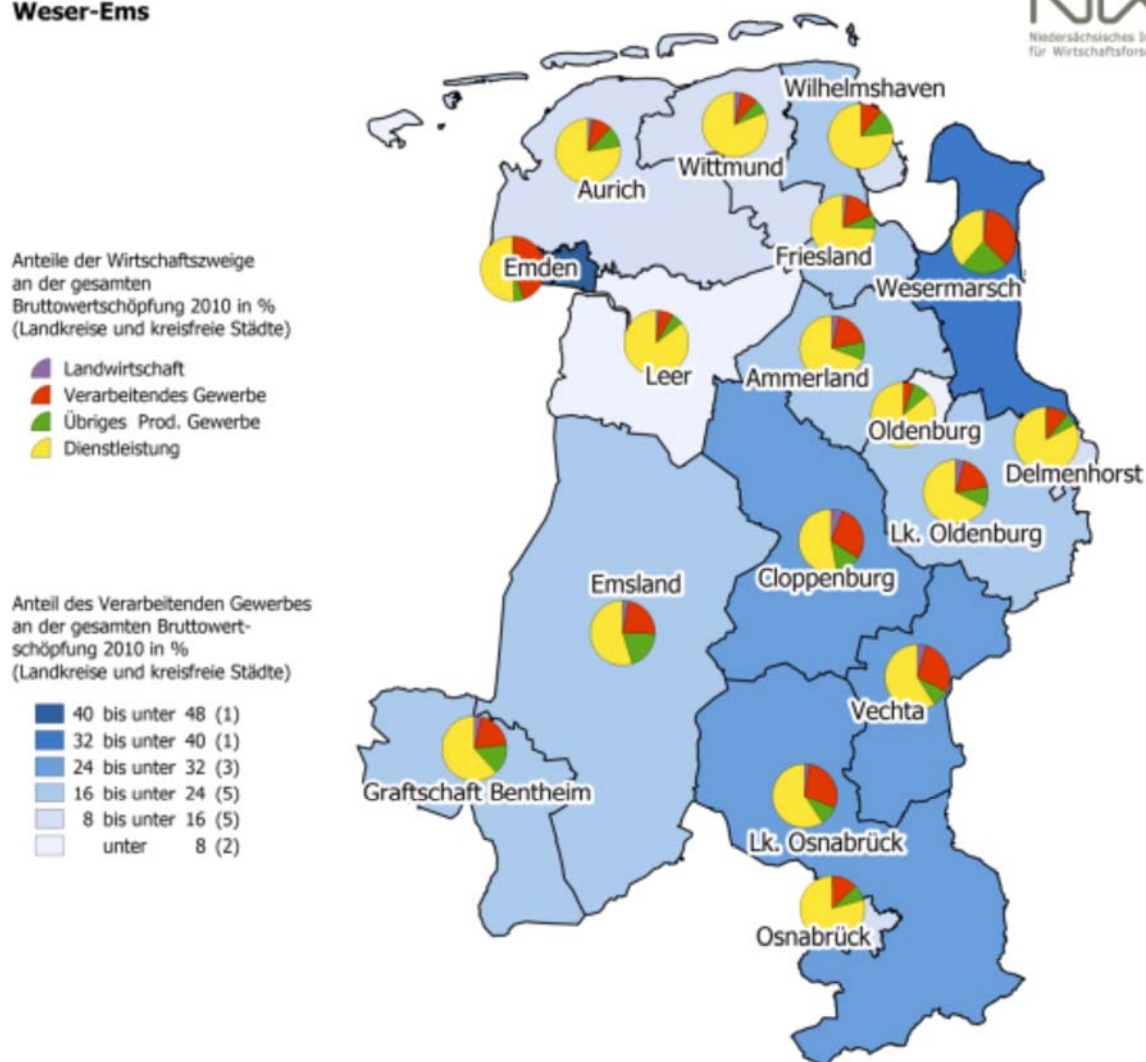 Weser-Ems
Niedersächsisches
für
Anteile der Wirtschaftszweige
an der gesamten
Bruttowertschöpfung 2010 in %
(Landkreise und kreisfreie Städte)
Landwirtschaft
Verarbeitendes Gewerbe
Übriges Prod. Gewerbe
Dienstleistung
Anteil des Verarbeitenden Gewerbes
an der gesamten Bruttowert-
schöpfung 2010 in %
(Landkreise und kreisfreie Städte)
40 bis unter 48 (1)
32 bis unter 40 (1)
24 bis unter 32 (3)
16 bis unter 24 (5)
8 bis unter 16 (5)
unter 8 (2)
Wilhelmshaven
Wittmund
Aurich
Friesland
Emden
Wesermarsch
Leer
Ammerland
Oldenburg
Delmenhorst
Lk. Oldenburg
Cloppenburg
Emsland
Vechta
Graftschaft Bentheim
Lk. Osnabrück
Osnabrück